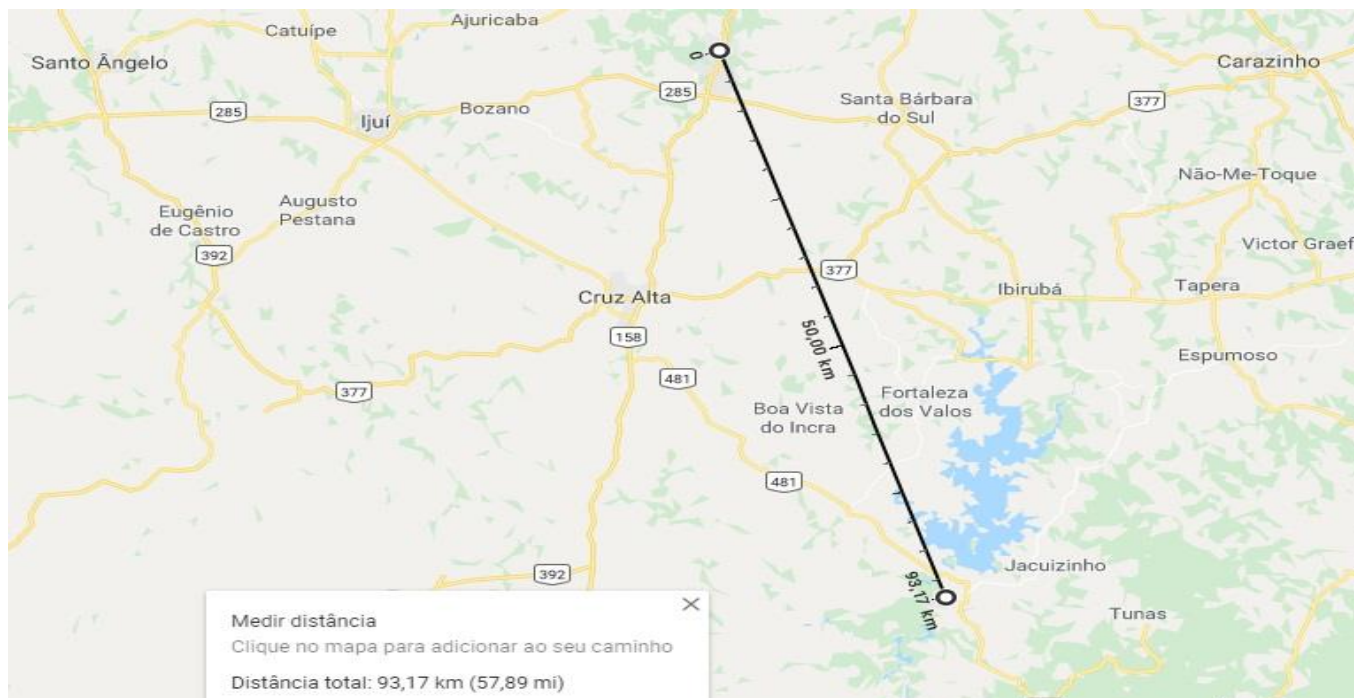 Ajuricaba
Catuípe
Santo Ângelo
0
Carazinho
285
Santa Bárbara
do Sul
377
285
Bozano
Ijuí
Não-Me-Toque
Augusto
Pestana
Eugênio
de Castro
392
Victor Graeff
377
Cruz Alta
Ibirubá
Tapera
158
50,00 km
Espumoso
481
377
Fortaleza
dos Valos
Boa Vista
do Incra
481
Jacuizinho
392
93,17 km
Tunas
Medir distância
Clique no mapa para adicionar ao seu caminho
Distância total: 93,17 km (57,89 mi)